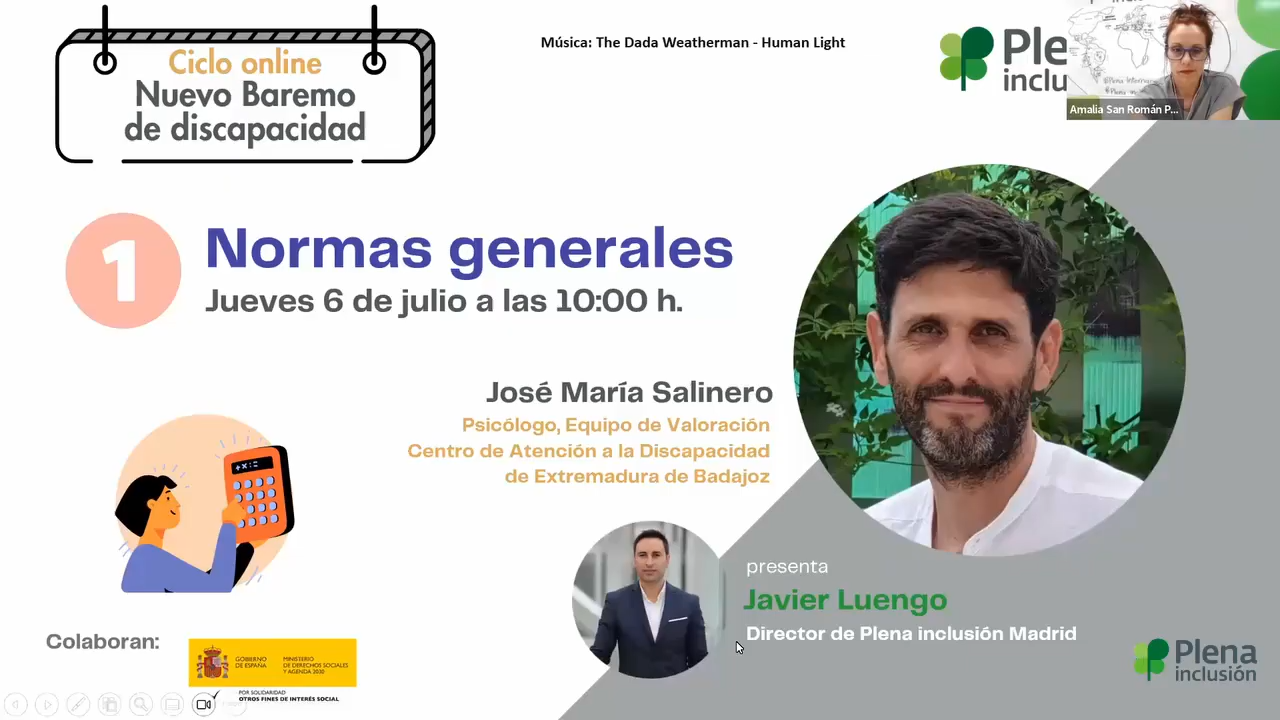 Ciclo online
Nuevo Baremo
de discapacidad
Música: The Dada Weatherman - Human Light
Ple
inclu
Amalia San Román P...
1
Normas generales
Jueves 6 de julio a las 10:00 h.
José María Salinero
Psicólogo, Equipo de Valoración
Centro de Atención a la Discapacidad
de Extremadura de Badajoz
presenta
Javier Luengo
Director de Plena inclusión Madrid
Colaboran:
GOBIERNO
DE ESPAÑA
MINISTERIO
DE DERECHOS SOCIALES
Y AGENDA 2030
POR SOLIDARIDAD
OTROS FINES DE INTERÉS SOCIAL
Plena
inclusión